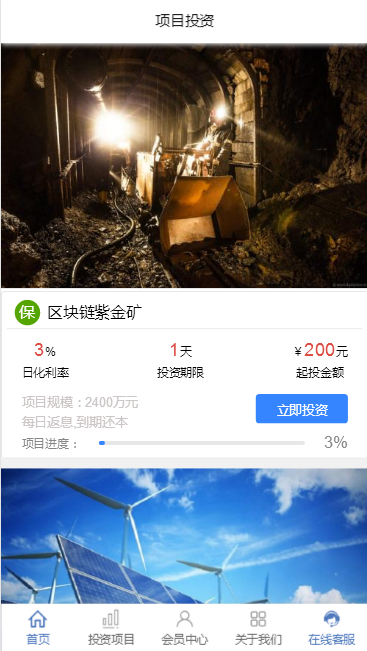 项目投资
保 区块链紫金矿
3% 1天 ¥200元
日化利率 投资期限 起投金额
项目规模：2400万元
每日返息,到期还本
立即投资
项目进度： 3%
首页 投资项目 会员中心 关于我们 在线客服